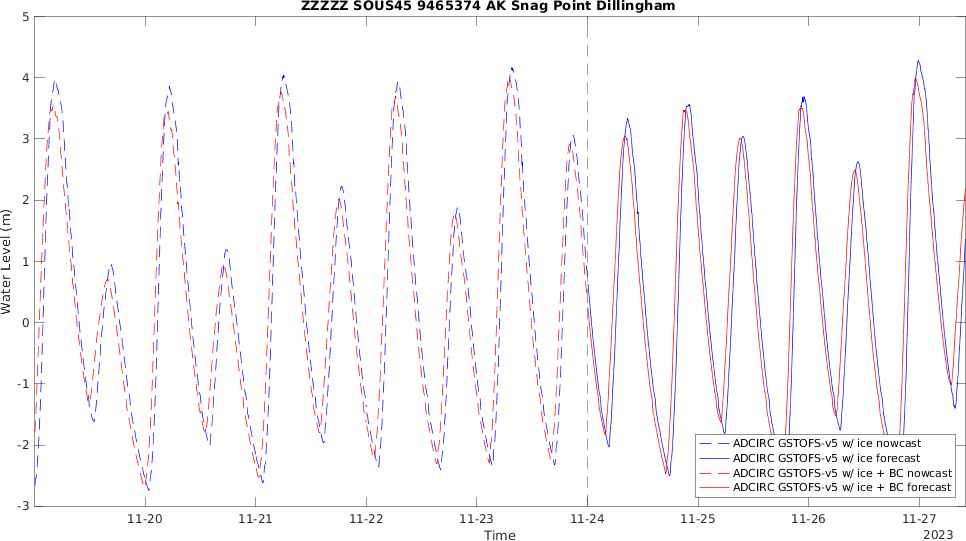 ZZZZZ SOUS45 9465374 AK Snag Point Dillingham
5
4
3
2
1
0
-1
-2
-3
Water Level (m)
11-20 11-21 11-22 11-23 11-24 11-25 11-26 11-27
Time
2023
ADCIRC GSTOFS-v5 w/ ice nowcast
ADCIRC GSTOFS-v5 w/ ice forecast
ADCIRC GSTOFS-v5 w/ ice + BC nowcast
ADCIRC GSTOFS-v5 w/ ice + BC forecast